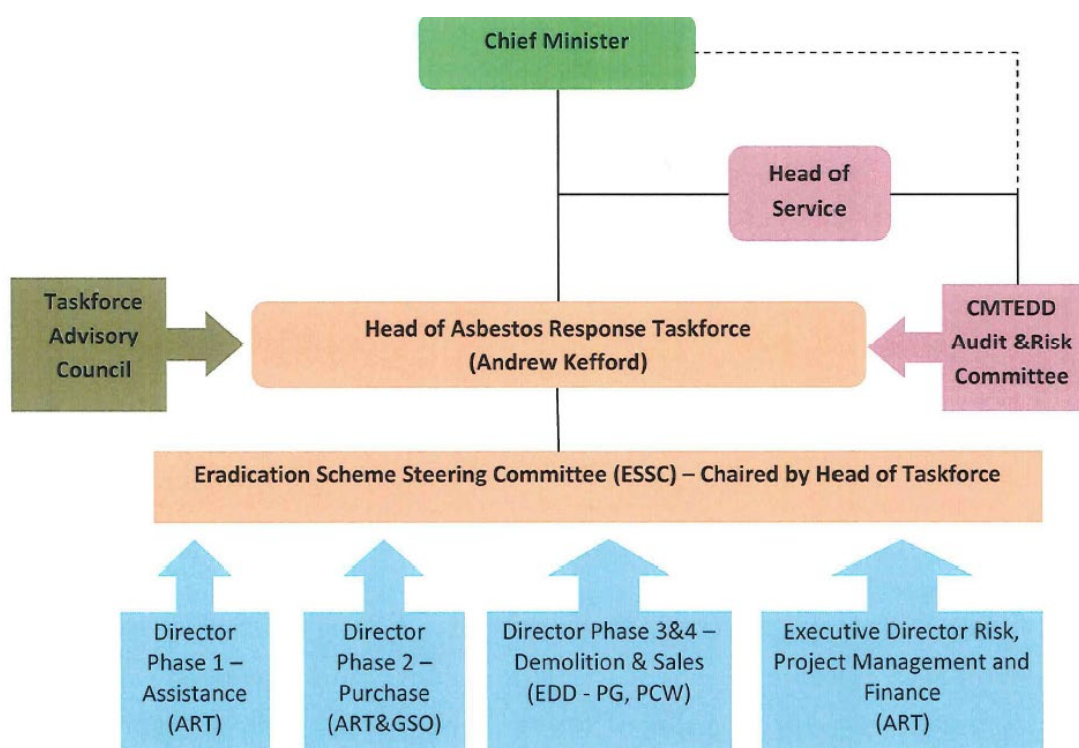 Chief Minister
Head of
Service
Taskforce
Advisory
Council
Head of Asbestos Response Taskforce
(Andrew Kefford)
CMTEDD
Audit &Risk
Committee
Eradication Scheme Steering Committee (ESSC) – Chaired by Head of Taskforce
Director
Phase 1 –
Assistance
(ART)
Director
Phase 2 –
Purchase
(ART&GSO)
Director Phase 3&4 –
Demolition & Sales
(EDD - PG, PCW)
Executive Director Risk,
Project Management and
Finance
(ART)